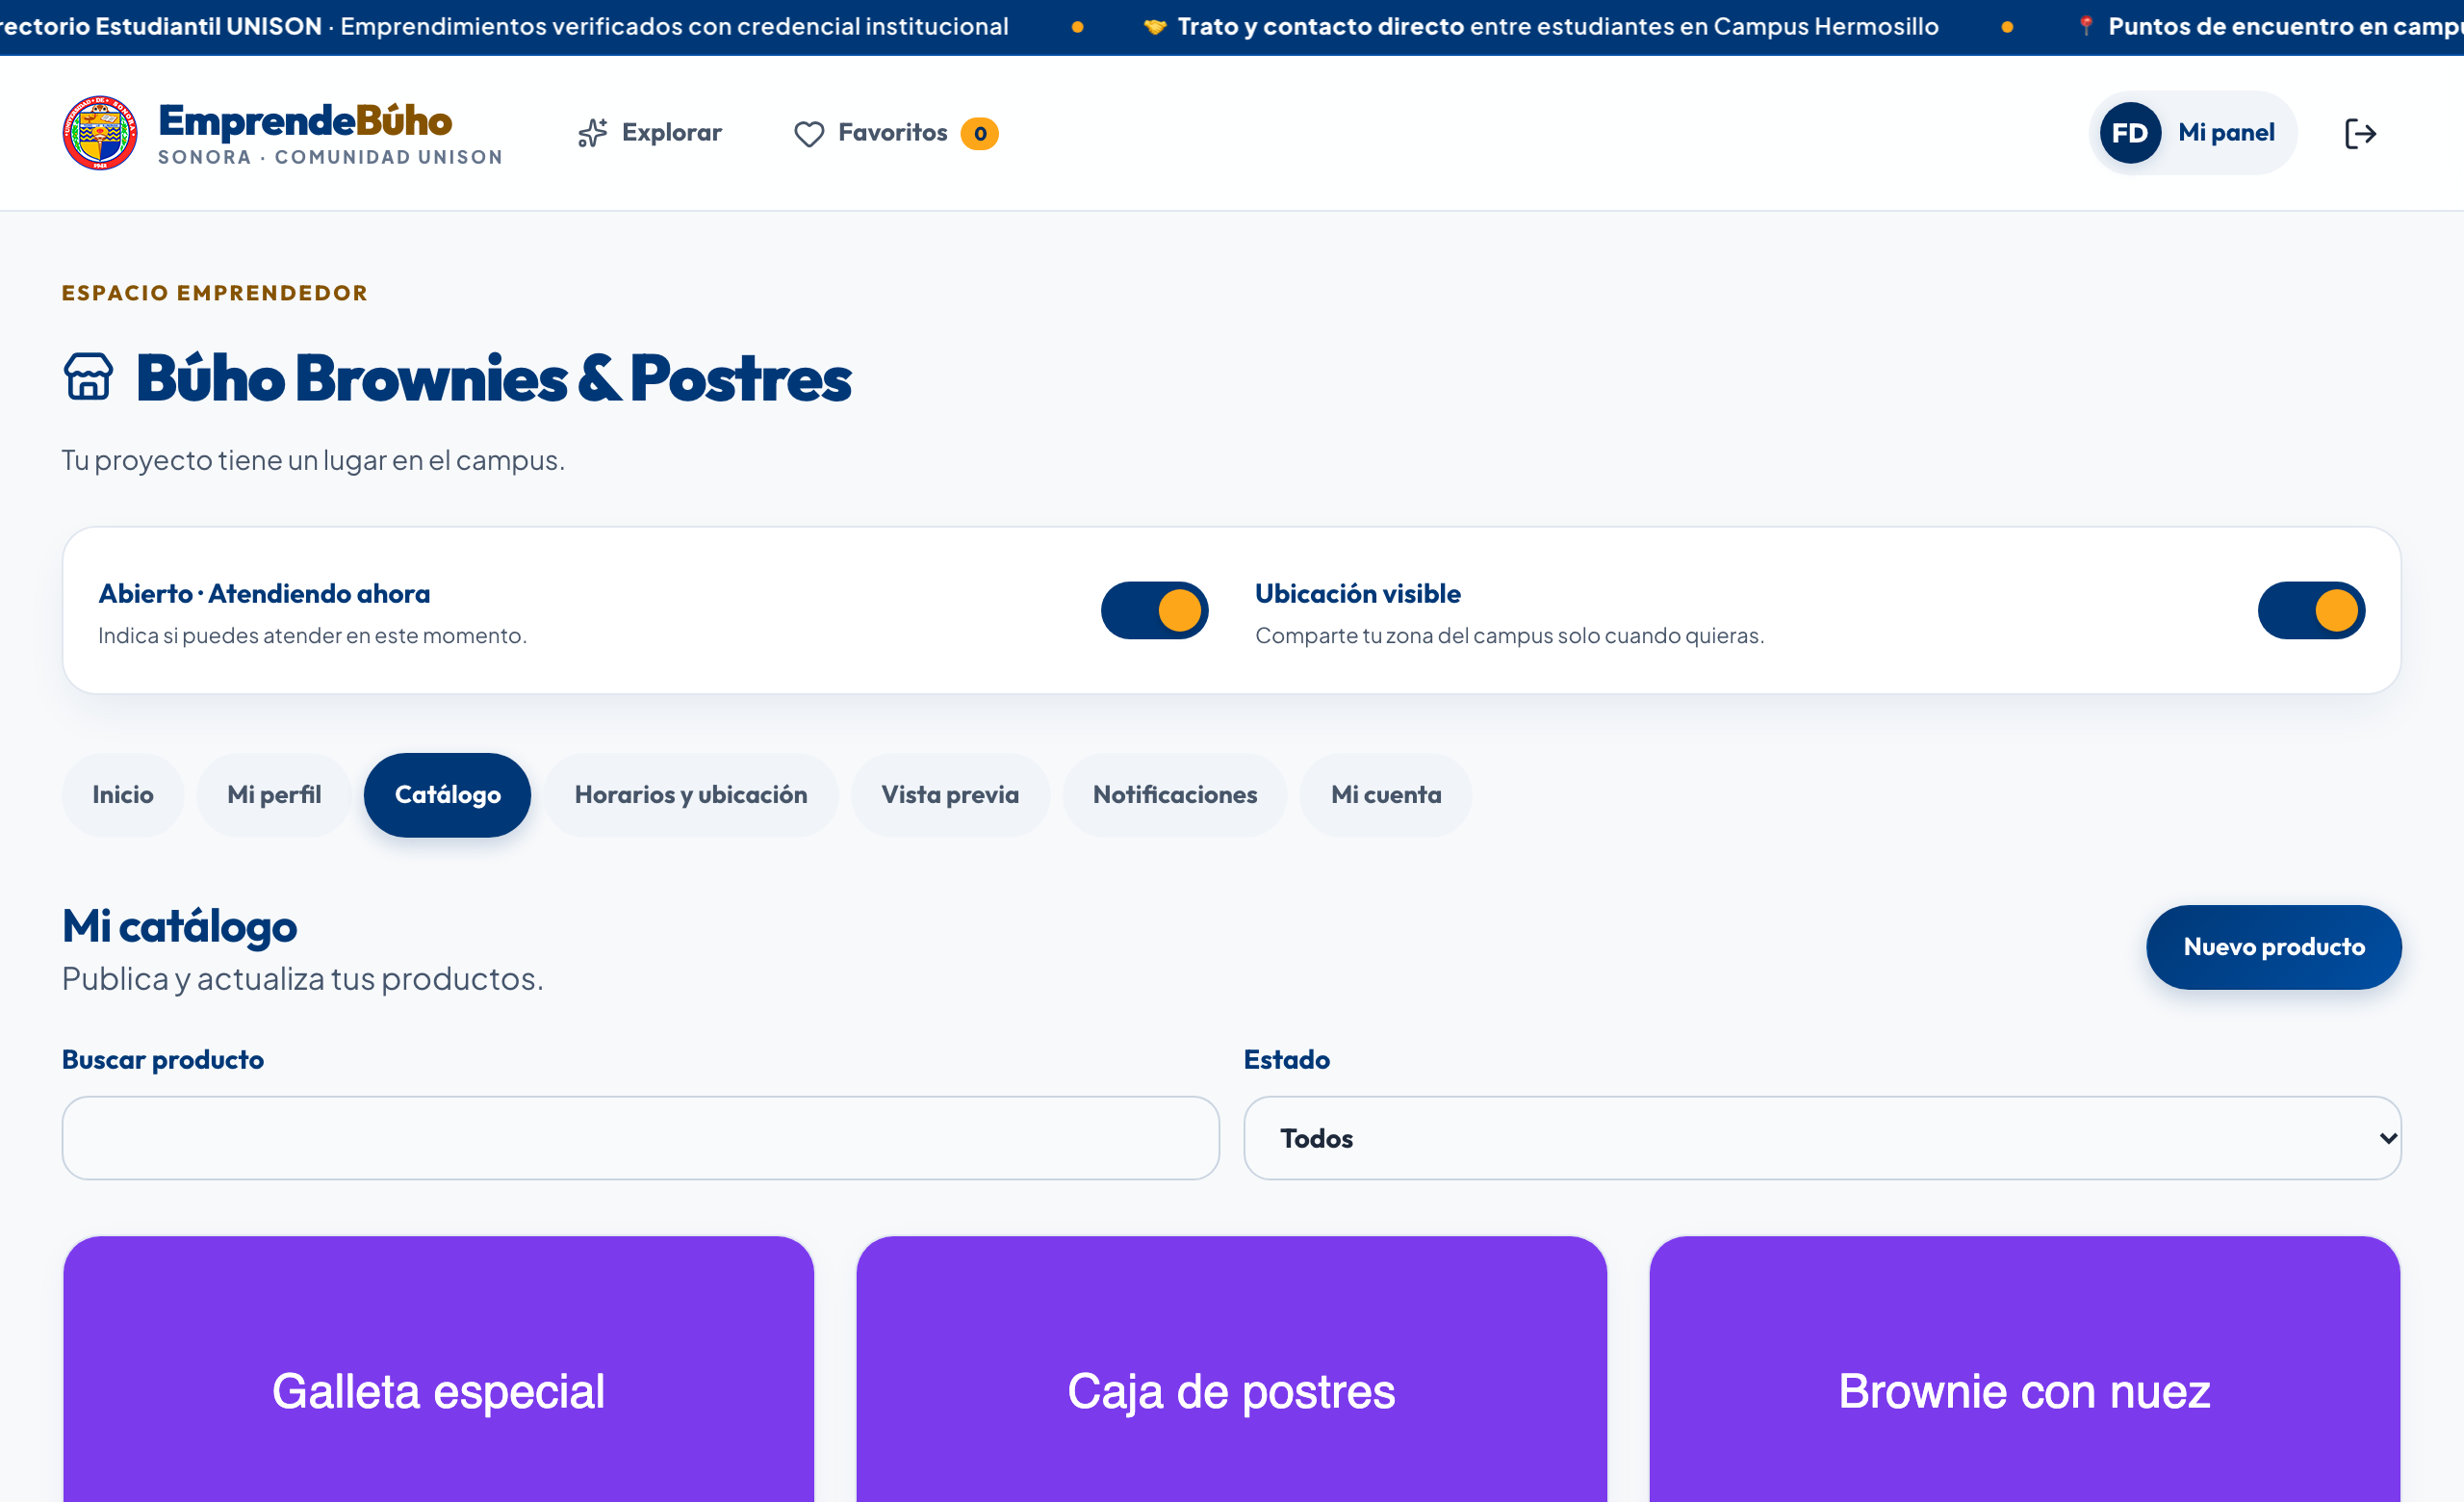 rectorio Estudiantil UNISON · Emprendimientos verificados con credencial institucional
Trato y contacto directo entre estudiantes en Campus Hermosillo
Puntos de encuentro en campu
EmprendeBúho
SONORA · COMUNIDAD UNISON
Explorar
Favoritos 0
FD Mi panel
ESPACIO EMPRENDEDOR
Búho Brownies & Postres
Tu proyecto tiene un lugar en el campus.
Abierto · Atendiendo ahora
Indica si puedes atender en este momento.
Ubicación visible
Comparte tu zona del campus solo cuando quieras.
Inicio
Mi perfil
Catálogo
Horarios y ubicación
Vista previa
Notificaciones
Mi cuenta
Mi catálogo
Publica y actualiza tus productos.
Nuevo producto
Buscar producto
Estado
Todos
Galleta especial
Caja de postres
Brownie con nuez